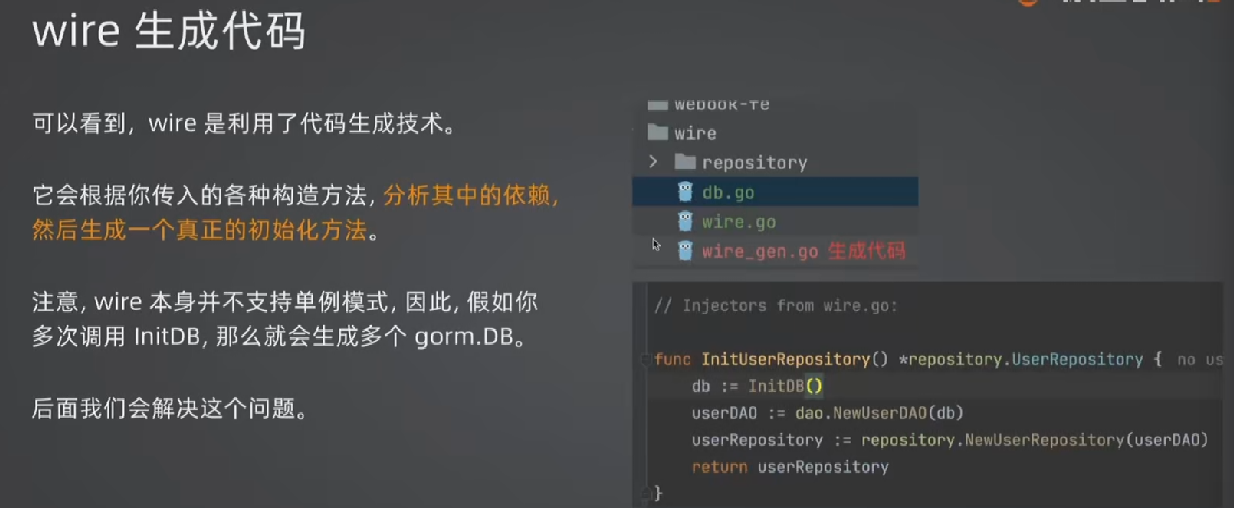 wire 生成代码
可以看到, wire 是利用了代码生成技术。
它会根据你传入的各种构造方法, 分析其中的依赖,
然后生成一个真正的初始化方法。
注意, wire 本身并不支持单例模式, 因此, 假如你
多次调用 InitDB, 那么就会生成多个 gorm.DB。
后面我们会解决这个问题。
webook-fe
wire
repository
db.go
wire.go
wire_gen.go 生成代码
// Injectors from wire.go:
func InitUserRepository() *repository.UserRepository { no us
db := InitDB()
userDAO := dao.NewUserDAO(db)
userRepository := repository.NewUserRepository(userDAO)
return userRepository
}